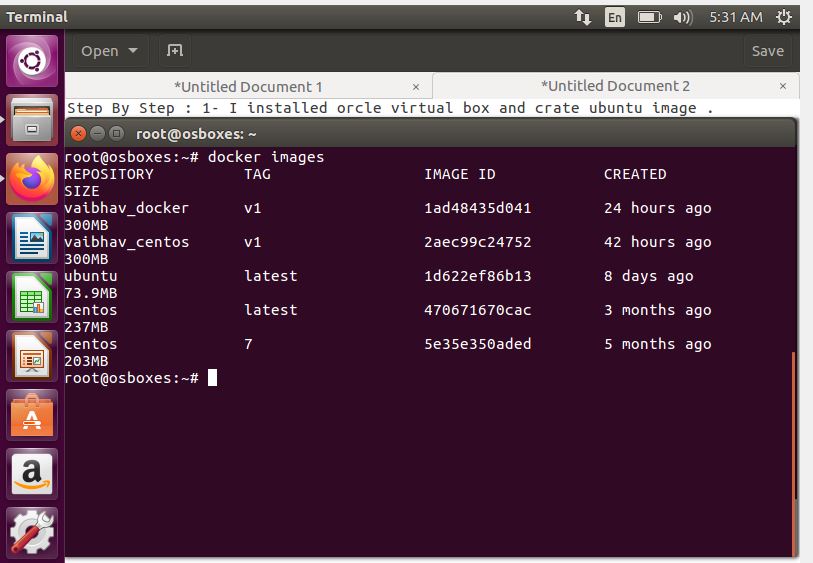 Terminal
En
5:31 AM
Open
Save
*Untitled Document 1 ×
*Untitled Document 2 ×
Step By Step : 1- I installed orcle virtual box and crate ubuntu image .
root@osboxes: ~
root@osboxes:~# docker images
REPOSITORY TAG IMAGE ID CREATED
SIZE
vaibhav_docker v1 1ad48435d041 24 hours ago
300MB
vaibhav_centos v1 2aec99c24752 42 hours ago
300MB
ubuntu latest 1d622ef86b13 8 days ago
73.9MB
centos latest 470671670cac 3 months ago
237MB
centos 7 5e35e350aded 5 months ago
203MB
root@osboxes:~#
a